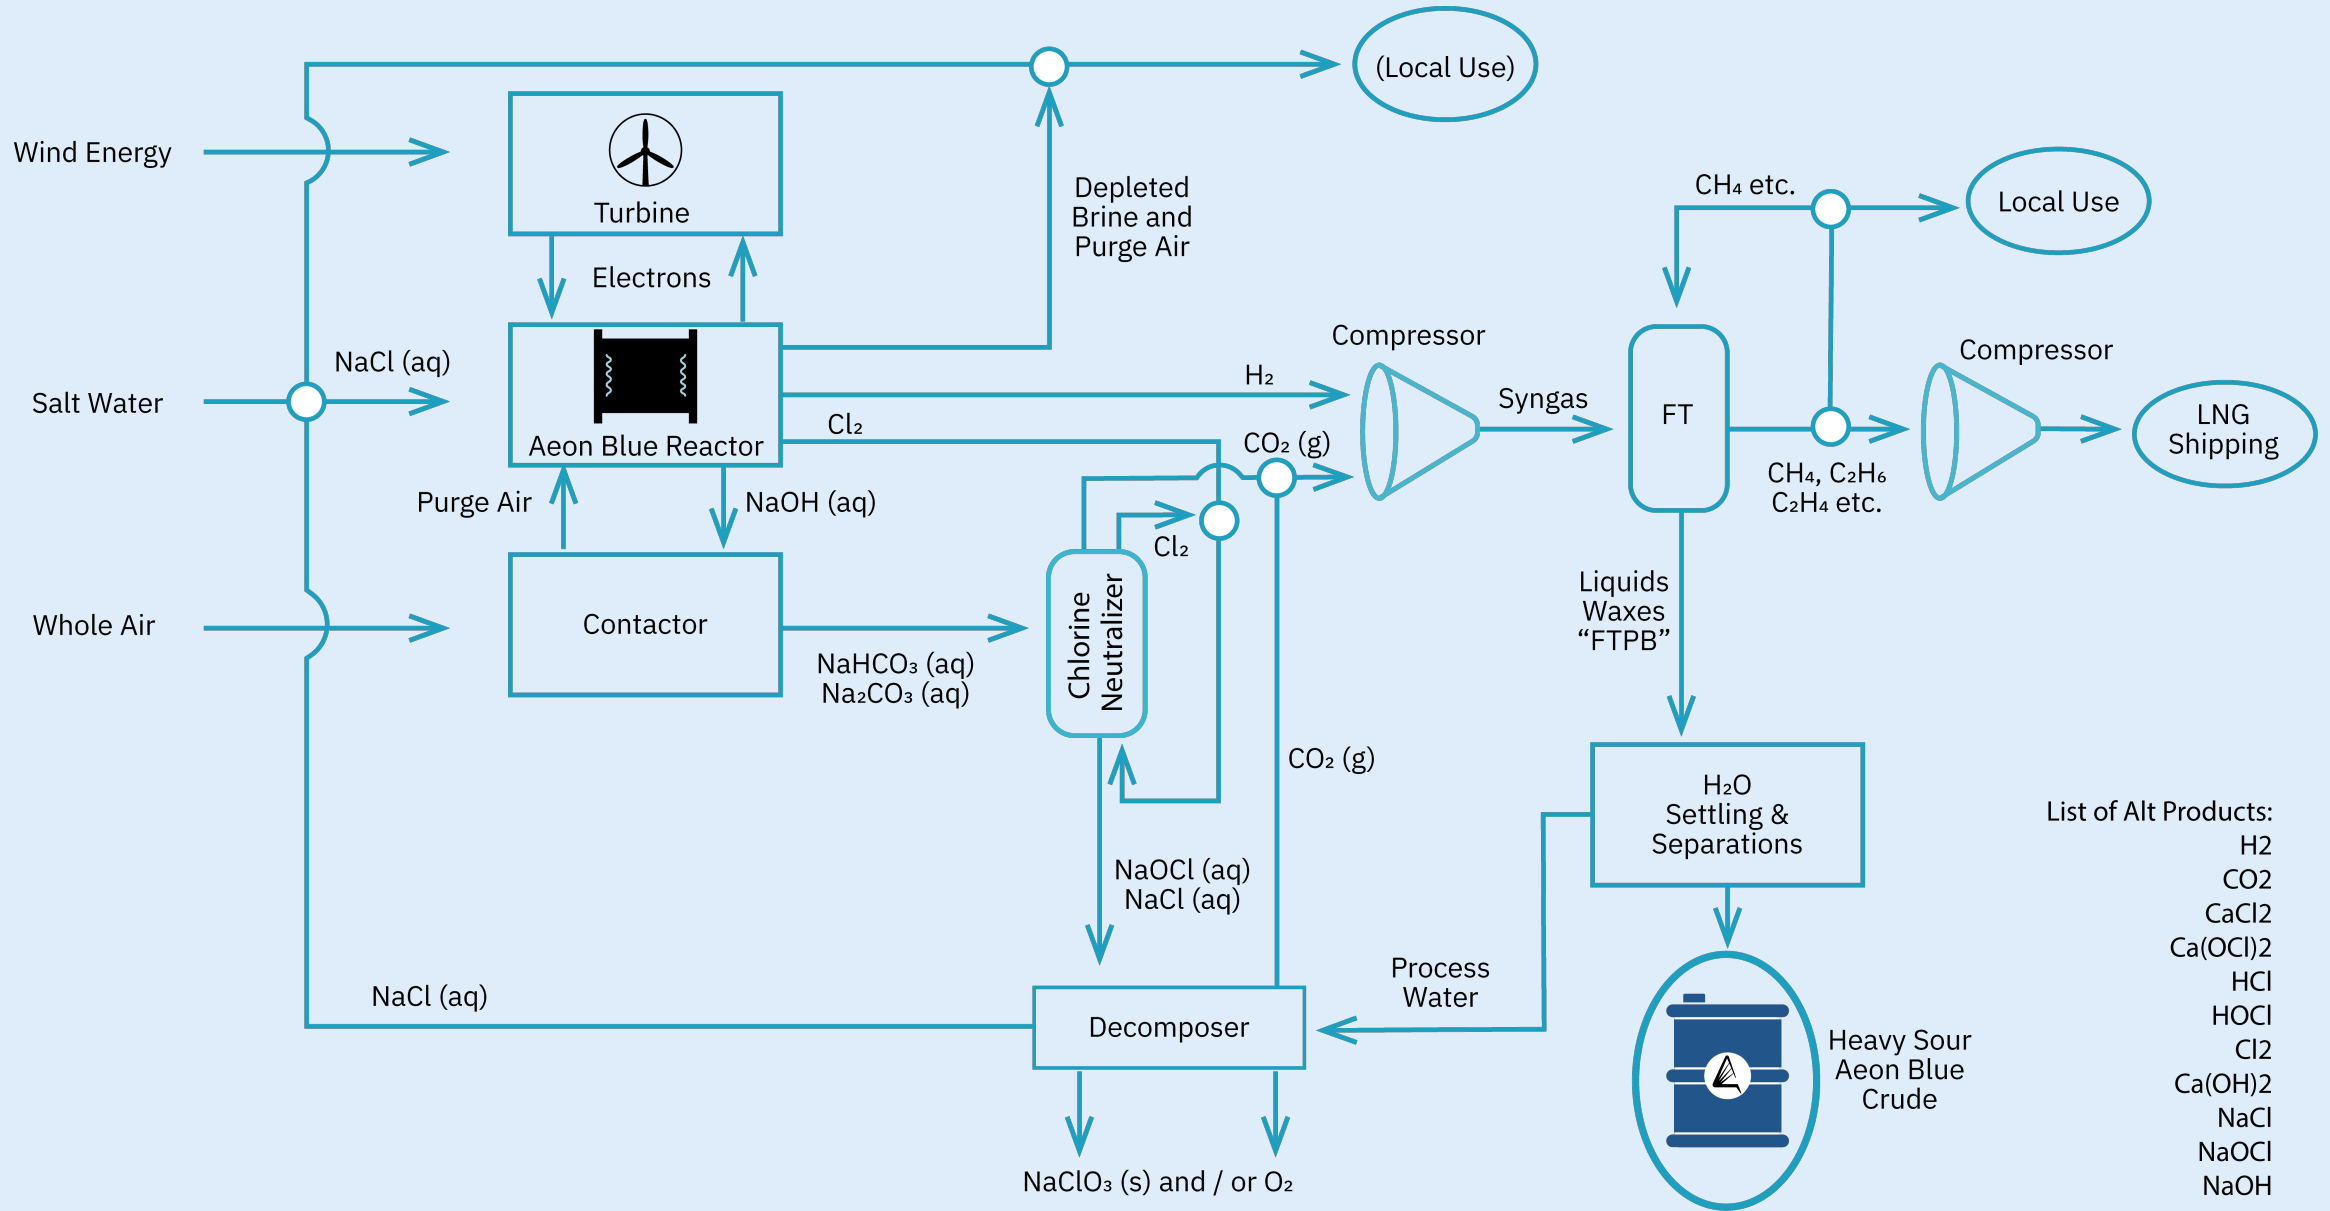 (Local Use)
Wind Energy
Turbine
Depleted
Brine and
Purge Air
CH₄ etc.
Local Use
Electrons
NaCl (aq)
Salt Water
Aeon Blue Reactor
H₂
Cl₂
CO₂ (g)
Compressor
Syngas
FT
Compressor
LNG
Shipping
CH₄, C₂H₆
C₂H₄ etc.
Purge Air
NaOH (aq)
Cl₂
Whole Air
Contactor
NaHCO₃ (aq)
Na₂CO₃ (aq)
Chlorine
Neutralizer
Liquids
Waxes
“FTPB”
CO₂ (g)
H₂O
Settling &
Separations
NaOCl (aq)
NaCl (aq)
NaCl (aq)
Decomposer
Process
Water
Heavy Sour
Aeon Blue
Crude
NaClO₃ (s) and / or O₂
List of Alt Products:
H2
CO2
CaCl2
Ca(OCl)2
HCl
HOCl
Cl2
Ca(OH)2
NaCl
NaOCl
NaOH